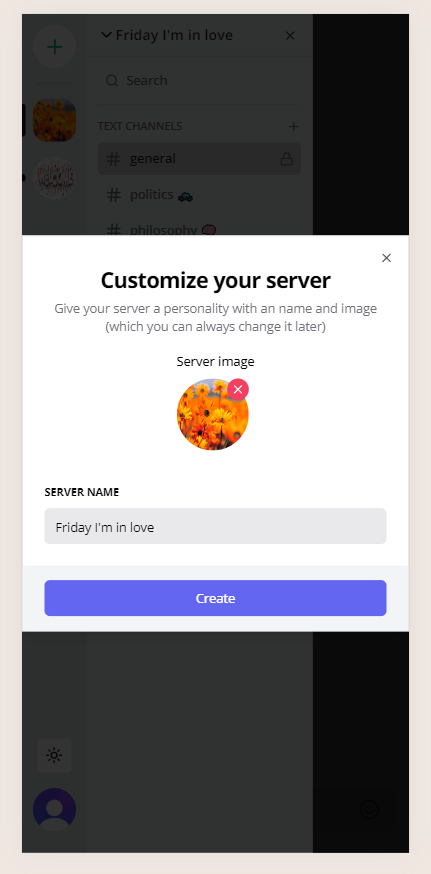 Friday I'm in love
Search
TEXT CHANNELS
general
politics
philosophy
Customize your server
Give your server a personality with an name and image
(which you can always change it later)
Server image
SERVER NAME
Friday I'm in love
Create